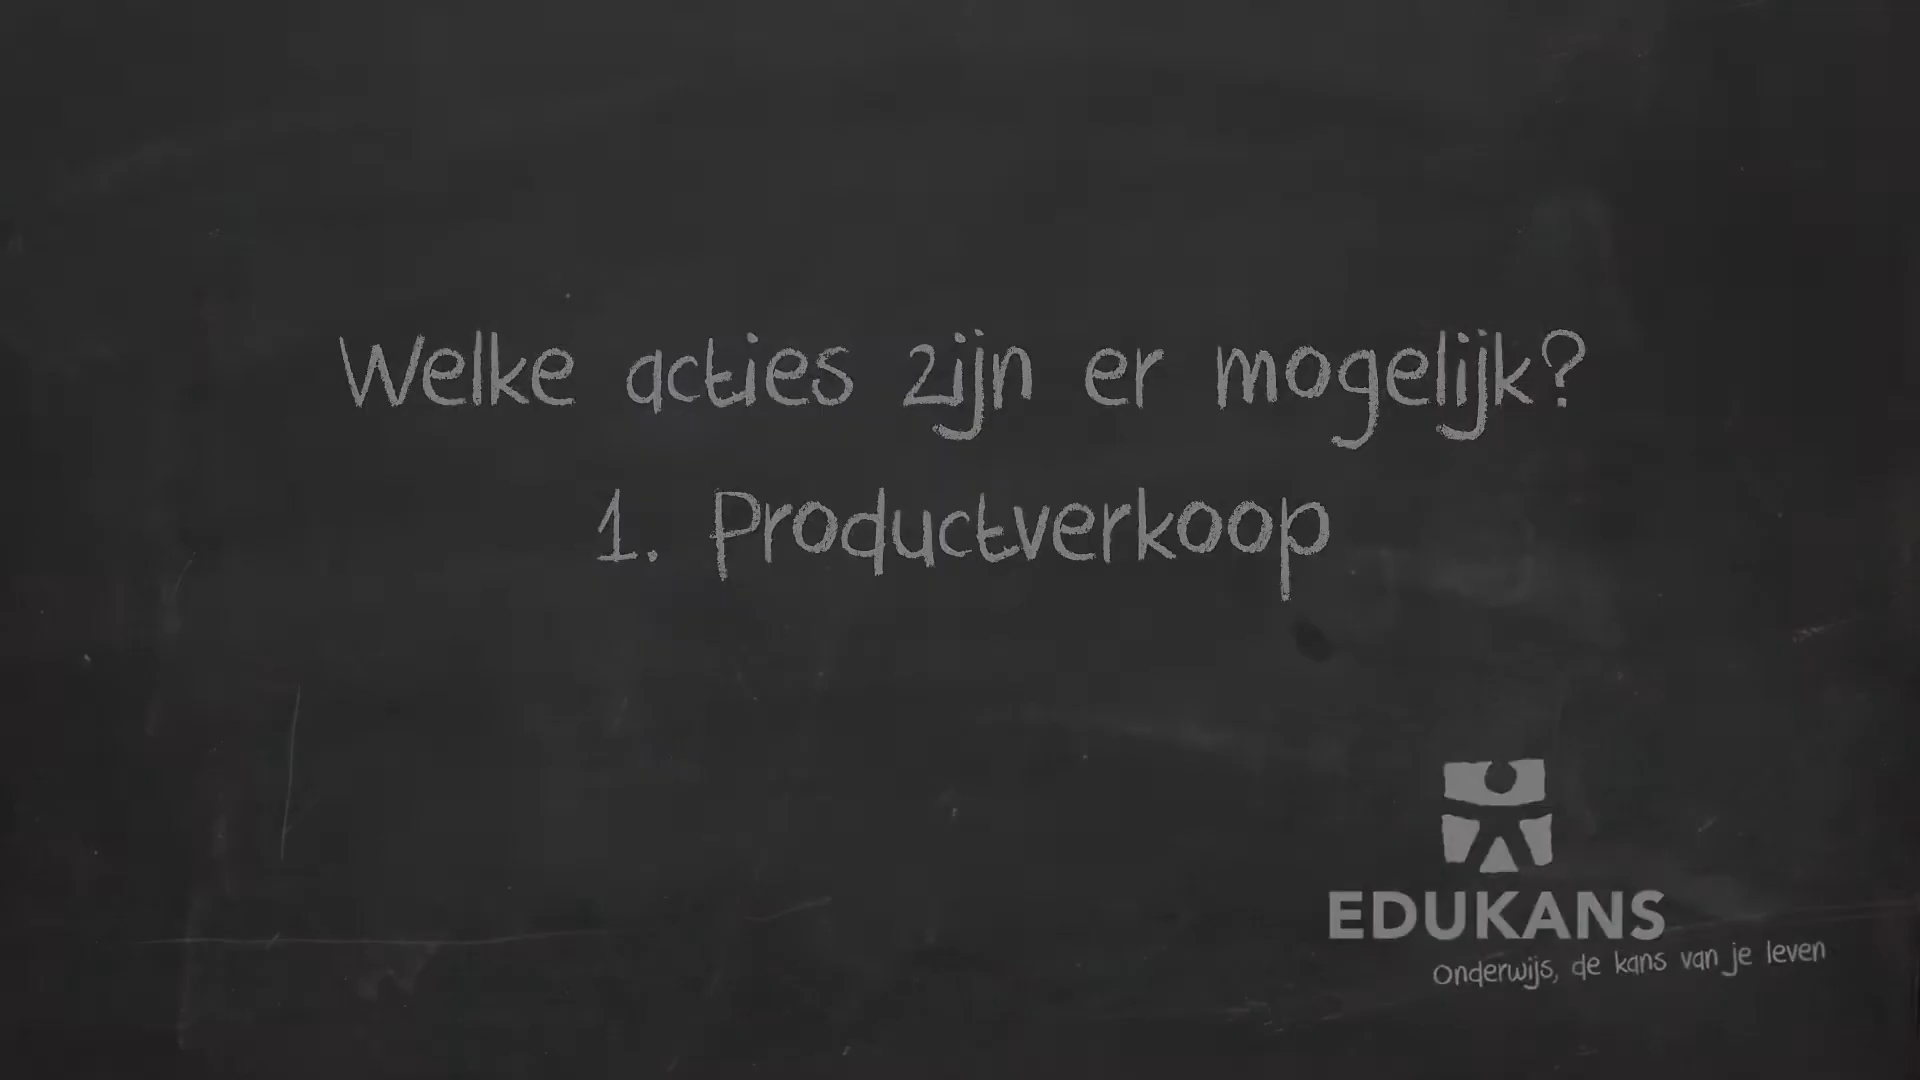 Welke acties zijn er mogelijk?
1. Productverkoop
EDUKANS
Onderwijs, de kans van je leven